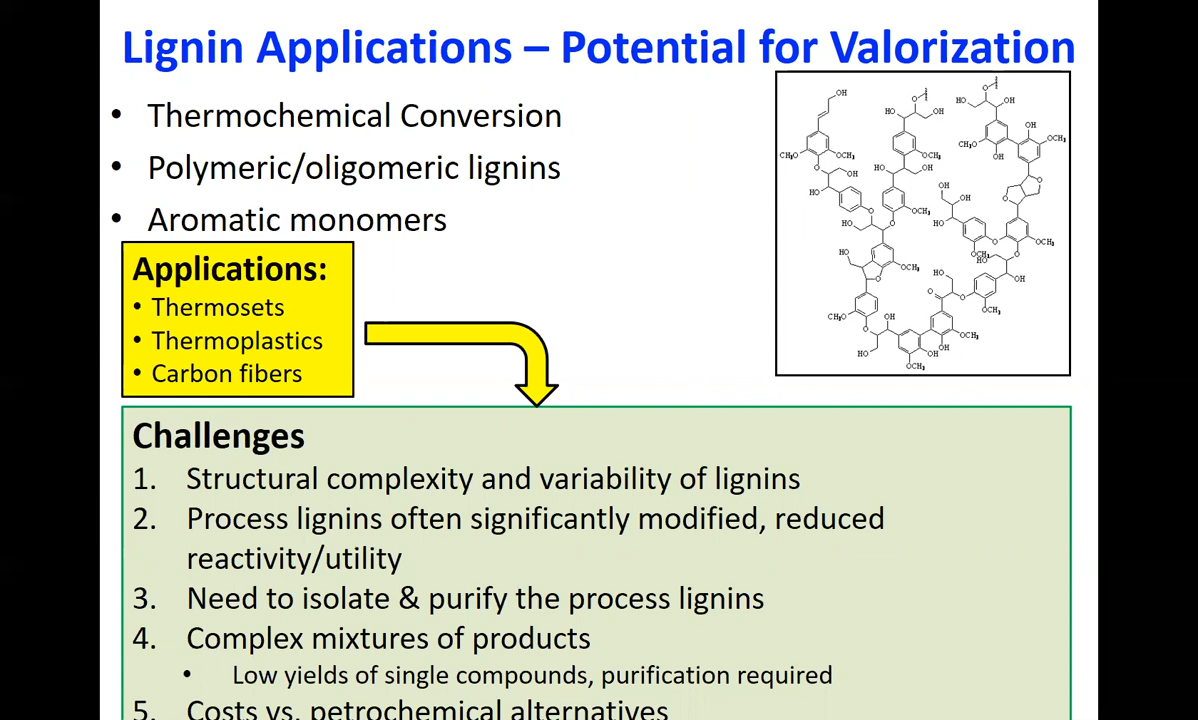 Lignin Applications – Potential for Valorization
• Thermochemical Conversion
• Polymeric/oligomeric lignins
• Aromatic monomers
Applications:
• Thermosets
• Thermoplastics
• Carbon fibers
Challenges
1. Structural complexity and variability of lignins
2. Process lignins often significantly modified, reduced
reactivity/utility
3. Need to isolate & purify the process lignins
4. Complex mixtures of products
• Low yields of single compounds, purification required
5. Costs vs. petrochemical alternatives